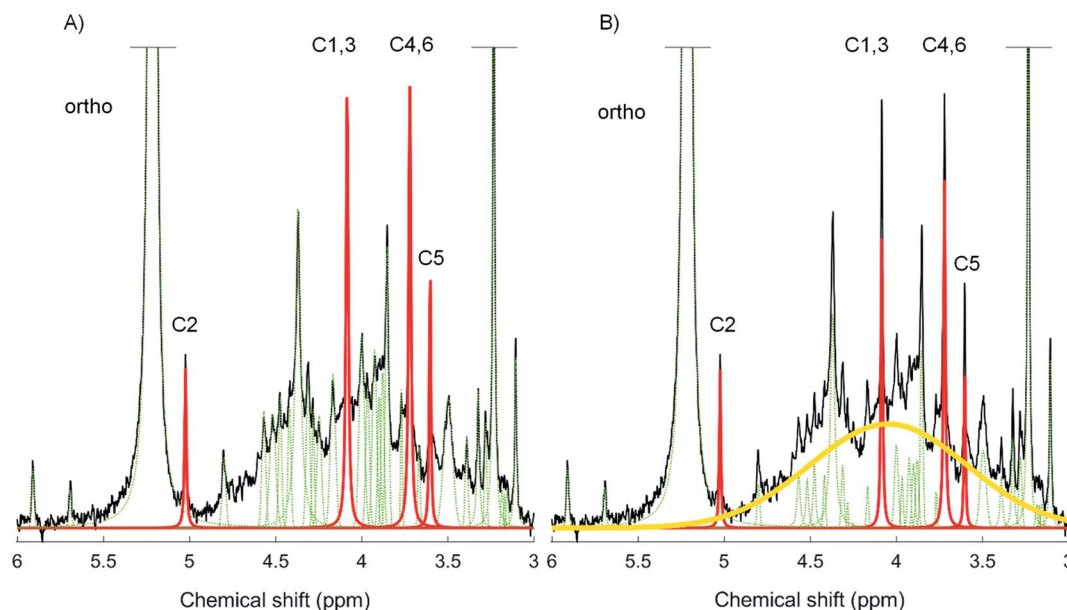 A)
C1,3 C4,6
ortho
C5
C2
6 5.5 5 4.5 4 3.5 3
Chemical shift (ppm)
B)
C1,3 C4,6
ortho
C5
C2
6 5.5 5 4.5 4 3.5 3
Chemical shift (ppm)